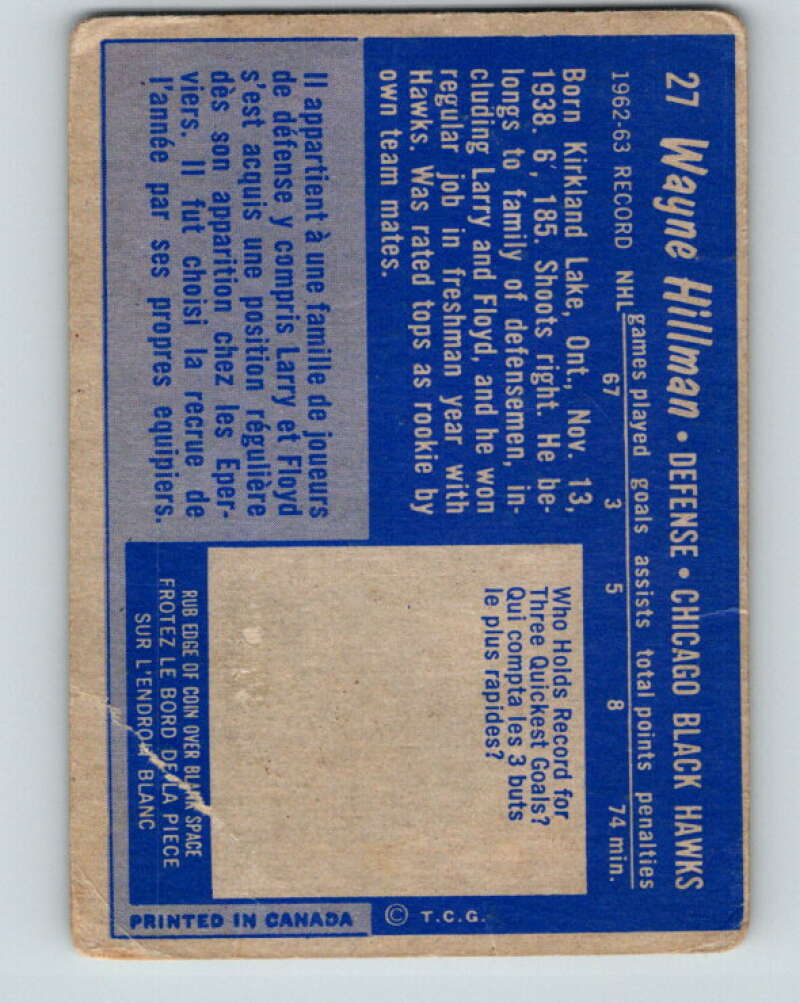 27 Wayne Hillman • DEFENSE • CHICAGO BLACK HAWKS
games played goals assists total points penalties
1962-63 RECORD NHL 67 3 5 8 74 min.
Born Kirkland Lake, Ont., Nov. 13,
1938. 6', 185. Shoots right. He be-
longs to family of defensemen, in-
cluding Larry and Floyd, and he won
regular job in freshman year with
Hawks. Was rated tops as rookie by
own team mates.
Il appartient à une famille de joueurs
de défense y compris Larry et Floyd
s'est acquis une position régulière
dès son apparition chez les Eper-
viers. Il fut choisi la recrue de
l'année par ses propres equipiers.
Who Holds Record for
Three Quickest Goals?
Qui compta les 3 buts
le plus rapides?
RUB EDGE OF COIN OVER BLANK SPACE
FROTEZ LE BORD DE LA PIECE
SUR L'ENDROIT BLANC
PRINTED IN CANADA
© T.C.G.